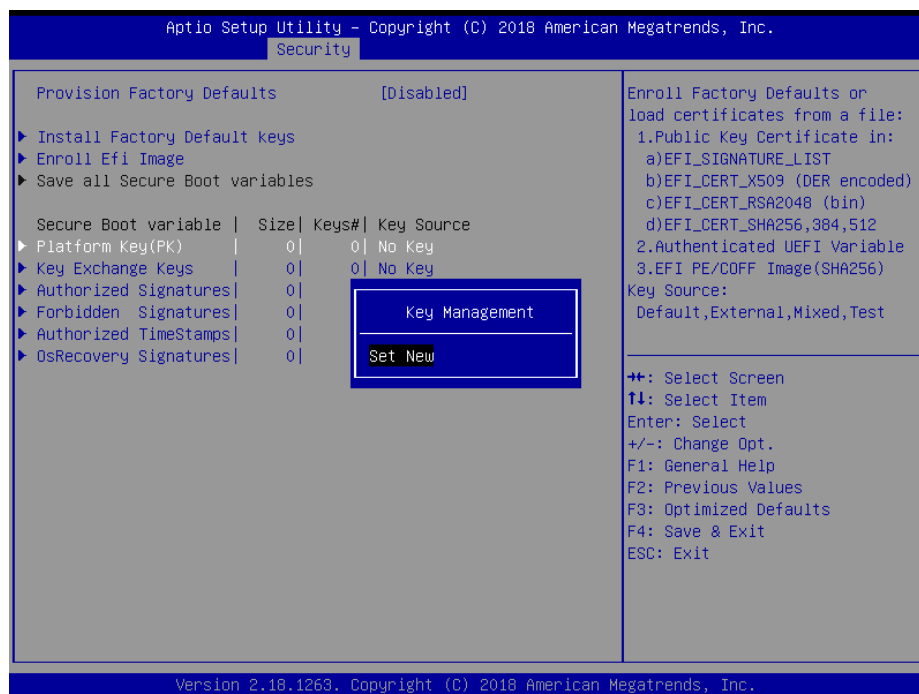 Aptio Setup Utility – Copyright (C) 2018 American Megatrends, Inc.
Security
Provision Factory Defaults [Disabled]
▶ Install Factory Default keys
▶ Enroll Efi Image
▶ Save all Secure Boot variables
Secure Boot variable | Size| Keys#| Key Source
▶ Platform Key(PK) | 0| 0| No Key
▶ Key Exchange Keys | 0| 0| No Key
▶ Authorized Signatures| 0|
▶ Forbidden Signatures| 0|
▶ Authorized TimeStamps| 0|
▶ OsRecovery Signatures| 0|
Key Management
Set New
Enroll Factory Defaults or
load certificates from a file:
1.Public Key Certificate in:
a)EFI_SIGNATURE_LIST
b)EFI_CERT_X509 (DER encoded)
c)EFI_CERT_RSA2048 (bin)
d)EFI_CERT_SHA256,384,512
2.Authenticated UEFI Variable
3.EFI PE/COFF Image(SHA256)
Key Source:
Default,External,Mixed,Test
→←: Select Screen
↑↓: Select Item
Enter: Select
+/-: Change Opt.
F1: General Help
F2: Previous Values
F3: Optimized Defaults
F4: Save & Exit
ESC: Exit
Version 2.18.1263. Copyright (C) 2018 American Megatrends, Inc.